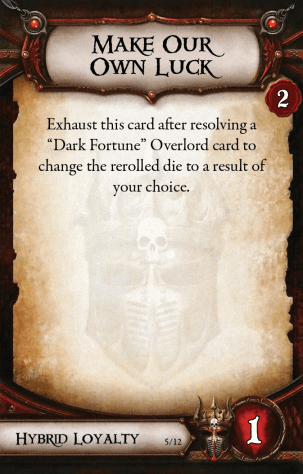 Make Our
Own Luck
2
Exhaust this card after resolving a
“Dark Fortune” Overlord card to
change the rerolled die to a result of
your choice.
Hybrid Loyalty
5/12
1